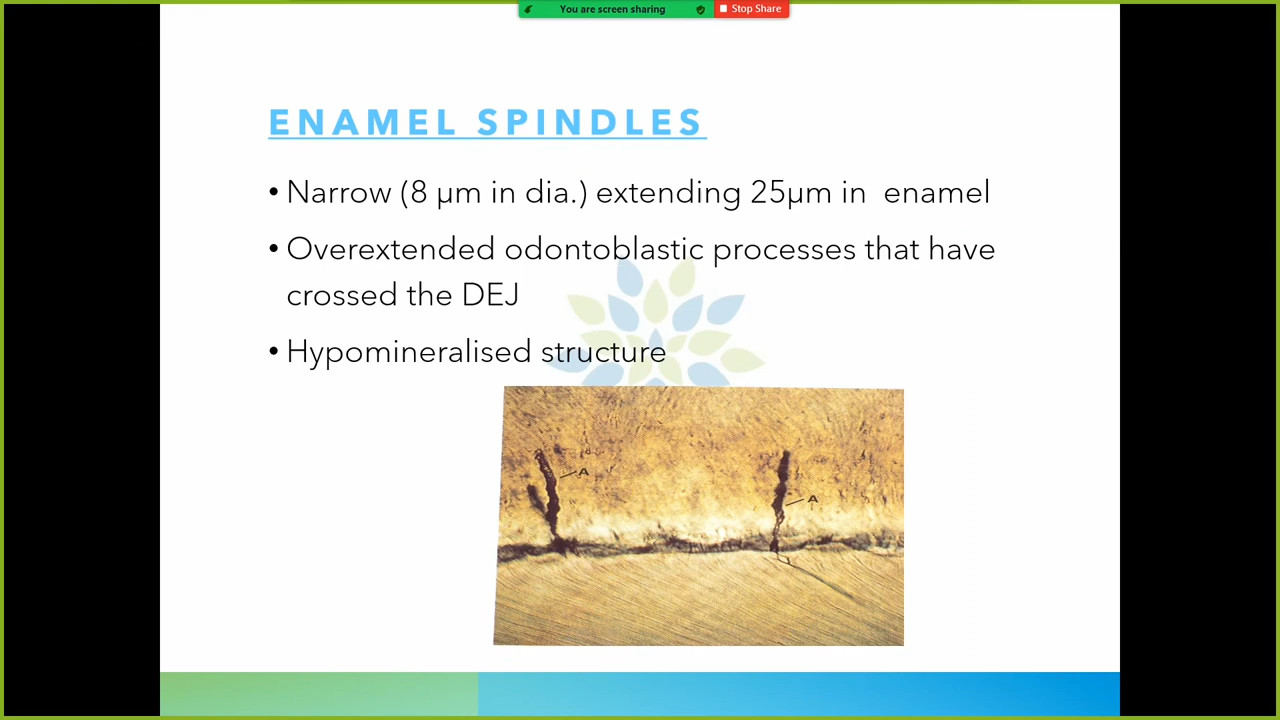 You are screen sharing Stop Share
ENAMEL SPINDLES
• Narrow (8 µm in dia.) extending 25µm in  enamel
• Overextended odontoblastic processes that have
crossed the DEJ
• Hypomineralised structure
A
A